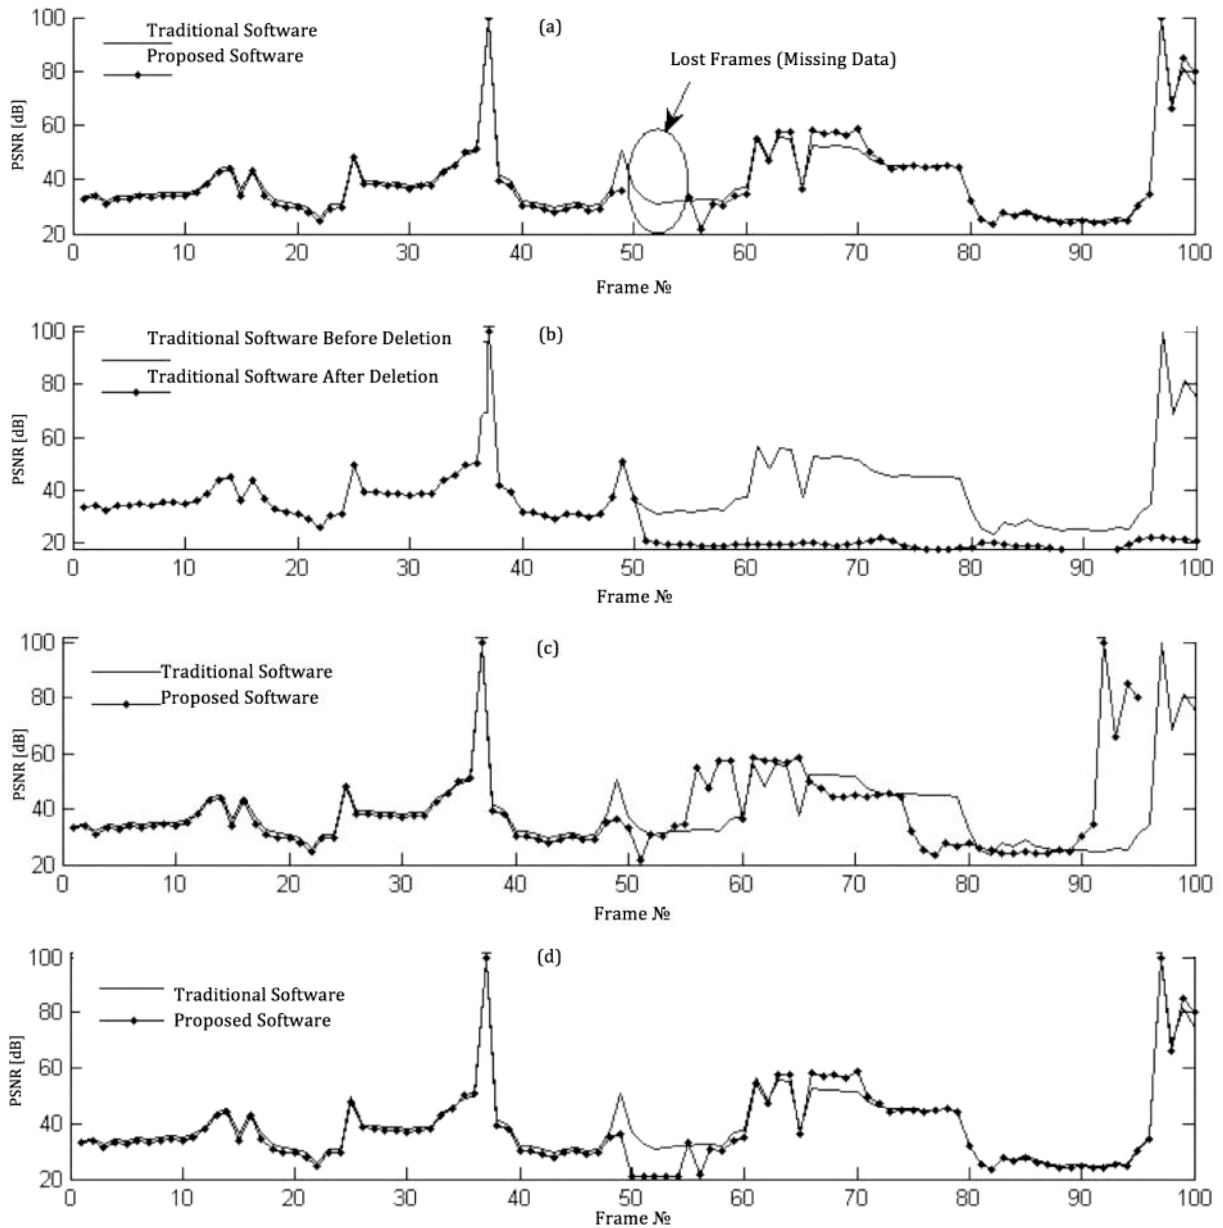 (a)
Traditional Software
Proposed Software
Lost Frames (Missing Data)
PSNR [dB]
100
80
60
40
20
0 10 20 30 40 50 60 70 80 90 100
Frame №
(b)
Traditional Software Before Deletion
Traditional Software After Deletion
PSNR [dB]
100
80
60
40
20
0 10 20 30 40 50 60 70 80 90 100
Frame №
(c)
Traditional Software
Proposed Software
PSNR [dB]
100
80
60
40
20
0 10 20 30 40 50 60 70 80 90 100
Frame №
(d)
Traditional Software
Proposed Software
PSNR [dB]
100
80
60
40
20
0 10 20 30 40 50 60 70 80 90 100
Frame №